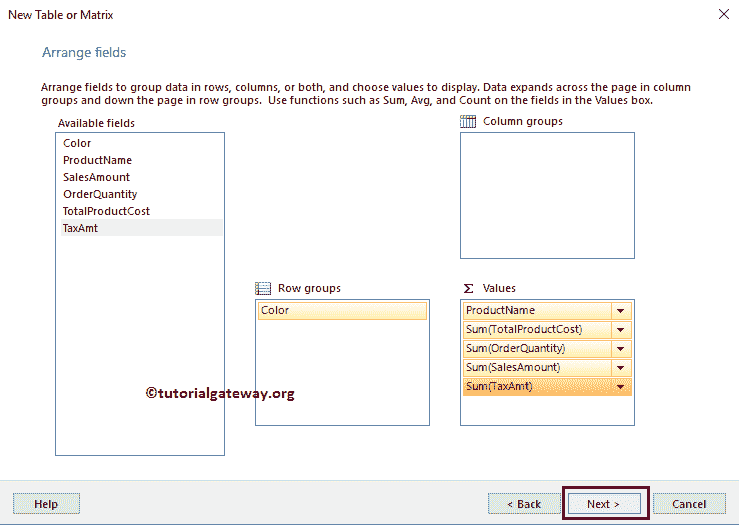 New Table or Matrix
Arrange fields
Arrange fields to group data in rows, columns, or both, and choose values to display. Data expands across the page in column
groups and down the page in row groups. Use functions such as Sum, Avg, and Count on the fields in the Values box.
Available fields
Color
ProductName
SalesAmount
OrderQuantity
TotalProductCost
TaxAmt
Column groups
Row groups
Color
Σ Values
ProductName
Sum(TotalProductCost)
Sum(OrderQuantity)
Sum(SalesAmount)
Sum(TaxAmt)
©tutorialgateway.org
Help
< Back
Next >
Cancel